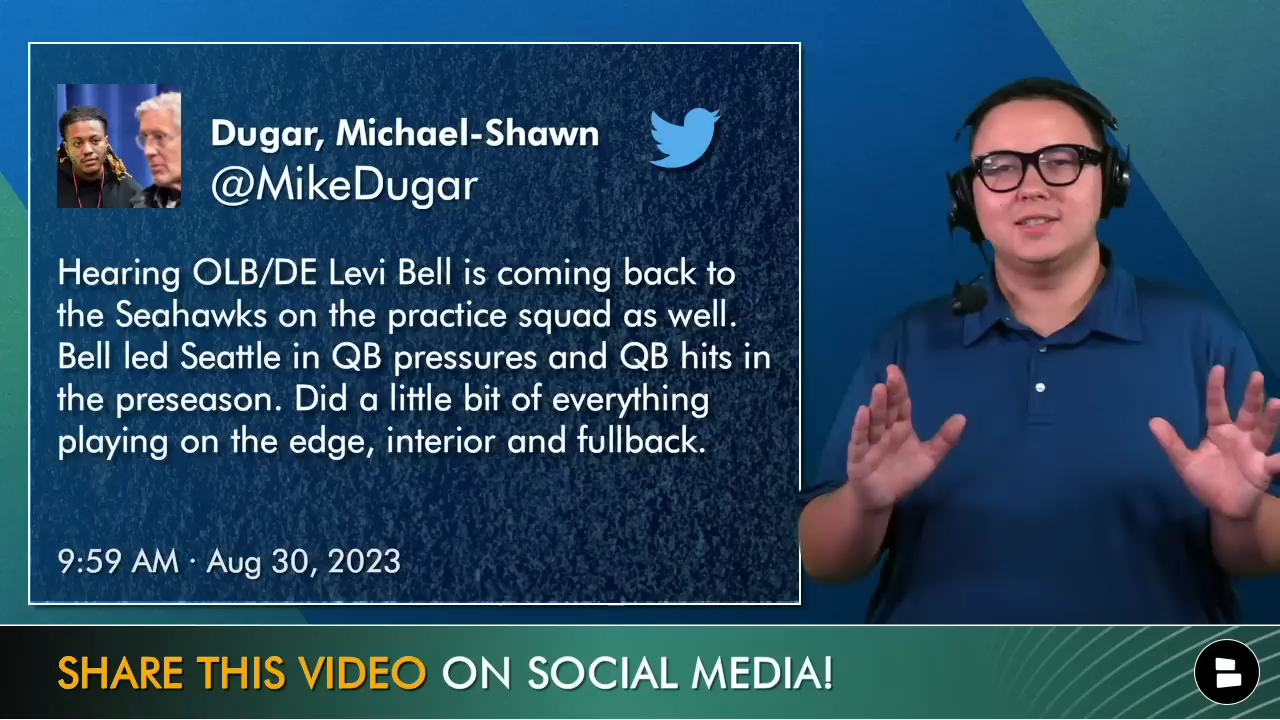 Dugar, Michael-Shawn
@MikeDugar
Hearing OLB/DE Levi Bell is coming back to
the Seahawks on the practice squad as well.
Bell led Seattle in QB pressures and QB hits in
the preseason. Did a little bit of everything
playing on the edge, interior and fullback.
9:59 AM · Aug 30, 2023
SHARE THIS VIDEO ON SOCIAL MEDIA!